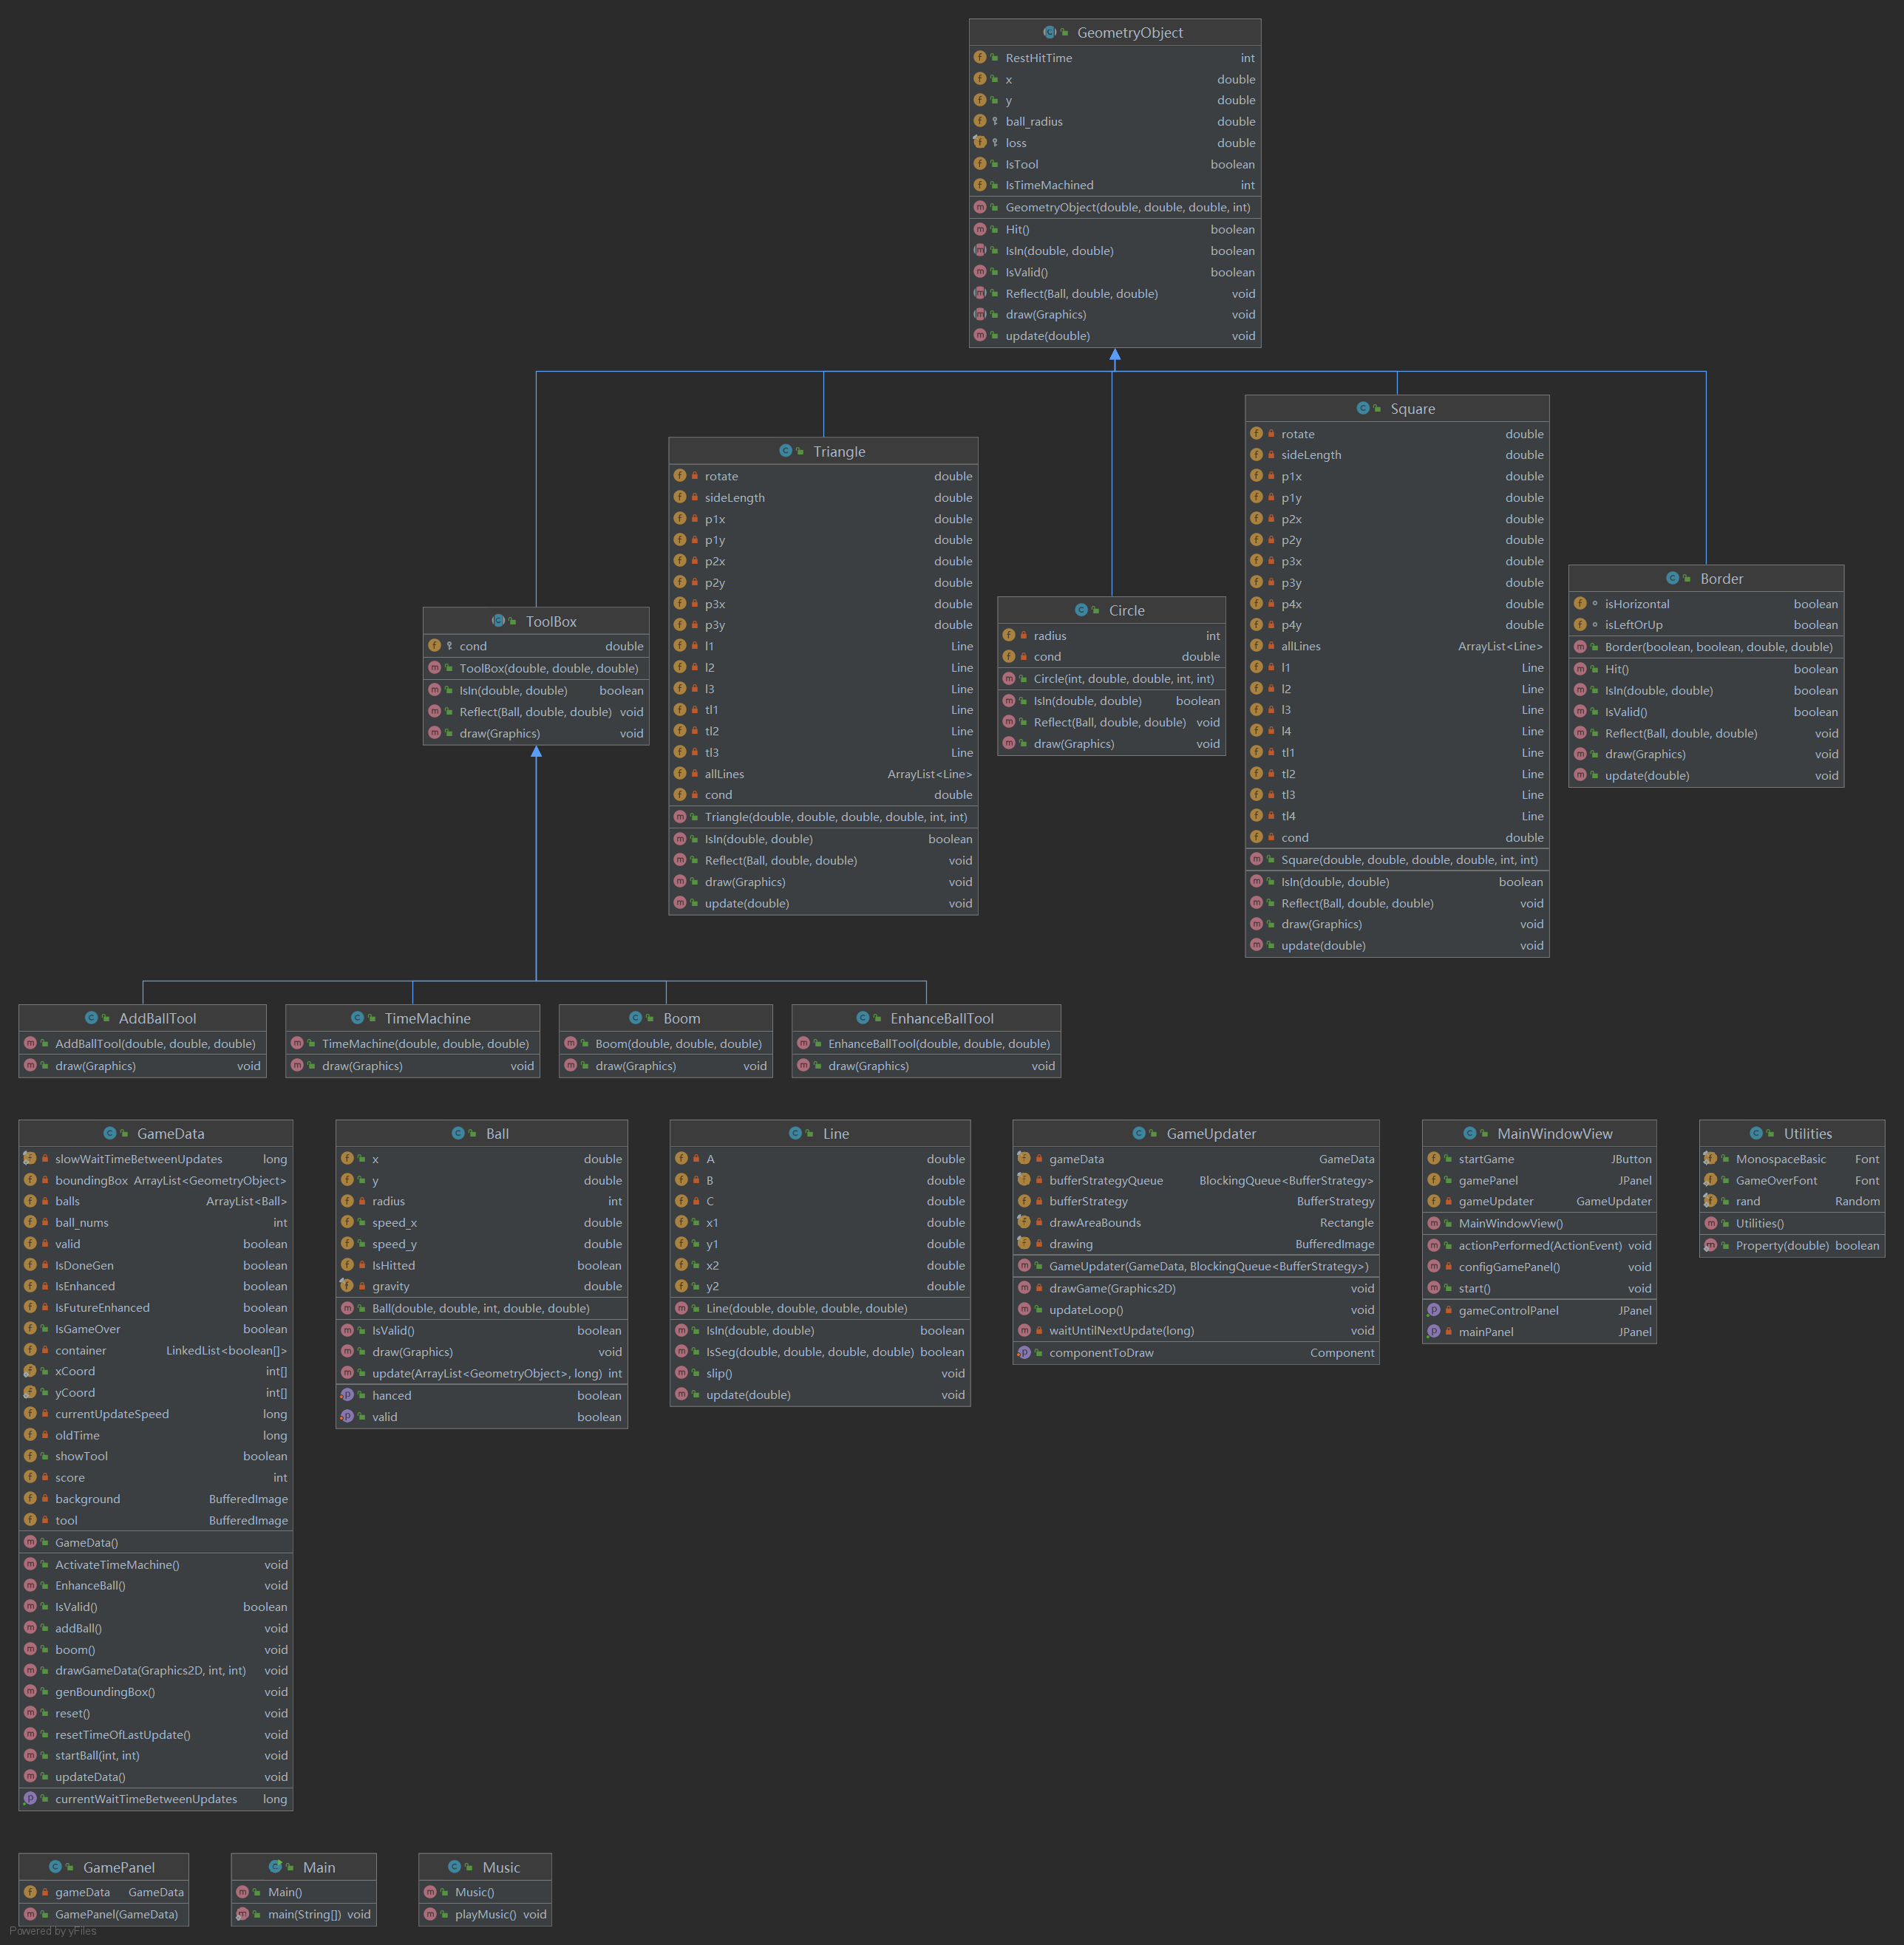 GeometryObject
RestHitTime int
x double
y double
ball_radius double
loss double
IsTool boolean
IsTimeMachined int
GeometryObject(double, double, double, int)
Hit() boolean
IsIn(double, double) boolean
IsValid() boolean
Reflect(Ball, double, double) void
draw(Graphics) void
update(double) void
ToolBox
cond double
ToolBox(double, double, double)
IsIn(double, double) boolean
Reflect(Ball, double, double) void
draw(Graphics) void
Triangle
rotate double
sideLength double
p1x double
p1y double
p2x double
p2y double
p3x double
p3y double
l1 Line
l2 Line
l3 Line
tl1 Line
tl2 Line
tl3 Line
allLines ArrayList<Line>
cond double
Triangle(double, double, double, double, int, int)
IsIn(double, double) boolean
Reflect(Ball, double, double) void
draw(Graphics) void
update(double) void
Circle
radius int
cond double
Circle(int, double, double, int, int)
IsIn(double, double) boolean
Reflect(Ball, double, double) void
draw(Graphics) void
Square
rotate double
sideLength double
p1x double
p1y double
p2x double
p2y double
p3x double
p3y double
p4x double
p4y double
allLines ArrayList<Line>
l1 Line
l2 Line
l3 Line
l4 Line
tl1 Line
tl2 Line
tl3 Line
tl4 Line
cond double
Square(double, double, double, double, int, int)
IsIn(double, double) boolean
Reflect(Ball, double, double) void
draw(Graphics) void
update(double) void
Border
isHorizontal boolean
isLeftOrUp boolean
Border(boolean, boolean, double, double)
Hit() boolean
IsIn(double, double) boolean
IsValid() boolean
Reflect(Ball, double, double) void
draw(Graphics) void
update(double) void
AddBallTool
AddBallTool(double, double, double)
draw(Graphics) void
TimeMachine
TimeMachine(double, double, double)
draw(Graphics) void
Boom
Boom(double, double, double)
draw(Graphics) void
EnhanceBallTool
EnhanceBallTool(double, double, double)
draw(Graphics) void
GameData
slowWaitTimeBetweenUpdates long
boundingBox ArrayList<GeometryObject>
balls ArrayList<Ball>
ball_nums int
valid boolean
IsDoneGen boolean
IsEnhanced boolean
IsFutureEnhanced boolean
IsGameOver boolean
container LinkedList<boolean[]>
xCoord int[]
yCoord int[]
currentUpdateSpeed long
oldTime long
showTool boolean
score int
background BufferedImage
tool BufferedImage
GameData()
ActivateTimeMachine() void
EnhanceBall() void
IsValid() boolean
addBall() void
boom() void
drawGameData(Graphics2D, int, int) void
genBoundingBox() void
reset() void
resetTimeOfLastUpdate() void
startBall(int, int) void
updateData() void
currentWaitTimeBetweenUpdates long
Ball
x double
y double
radius int
speed_x double
speed_y double
IsHitted boolean
gravity double
Ball(double, double, int, double, double)
IsValid() boolean
draw(Graphics) void
update(ArrayList<GeometryObject>, long) int
hanced boolean
valid boolean
Line
A double
B double
C double
x1 double
y1 double
x2 double
y2 double
Line(double, double, double, double)
IsIn(double, double) boolean
IsSeg(double, double, double, double) boolean
slip() void
update(double) void
GameUpdater
gameData GameData
bufferStrategyQueue BlockingQueue<BufferStrategy>
bufferStrategy BufferStrategy
drawAreaBounds Rectangle
drawing BufferedImage
GameUpdater(GameData, BlockingQueue<BufferStrategy>)
drawGame(Graphics2D) void
updateLoop() void
waitUntilNextUpdate(long) void
componentToDraw Component
MainWindowView
startGame JButton
gamePanel JPanel
gameUpdater GameUpdater
MainWindowView()
actionPerformed(ActionEvent) void
configGamePanel() void
start() void
gameControlPanel JPanel
mainPanel JPanel
Utilities
MonospaceBasic Font
GameOverFont Font
rand Random
Utilities()
Property(double) boolean
GamePanel
gameData GameData
GamePanel(GameData)
Main
Main()
main(String[]) void
Music
Music()
playMusic() void
Powered by yFiles